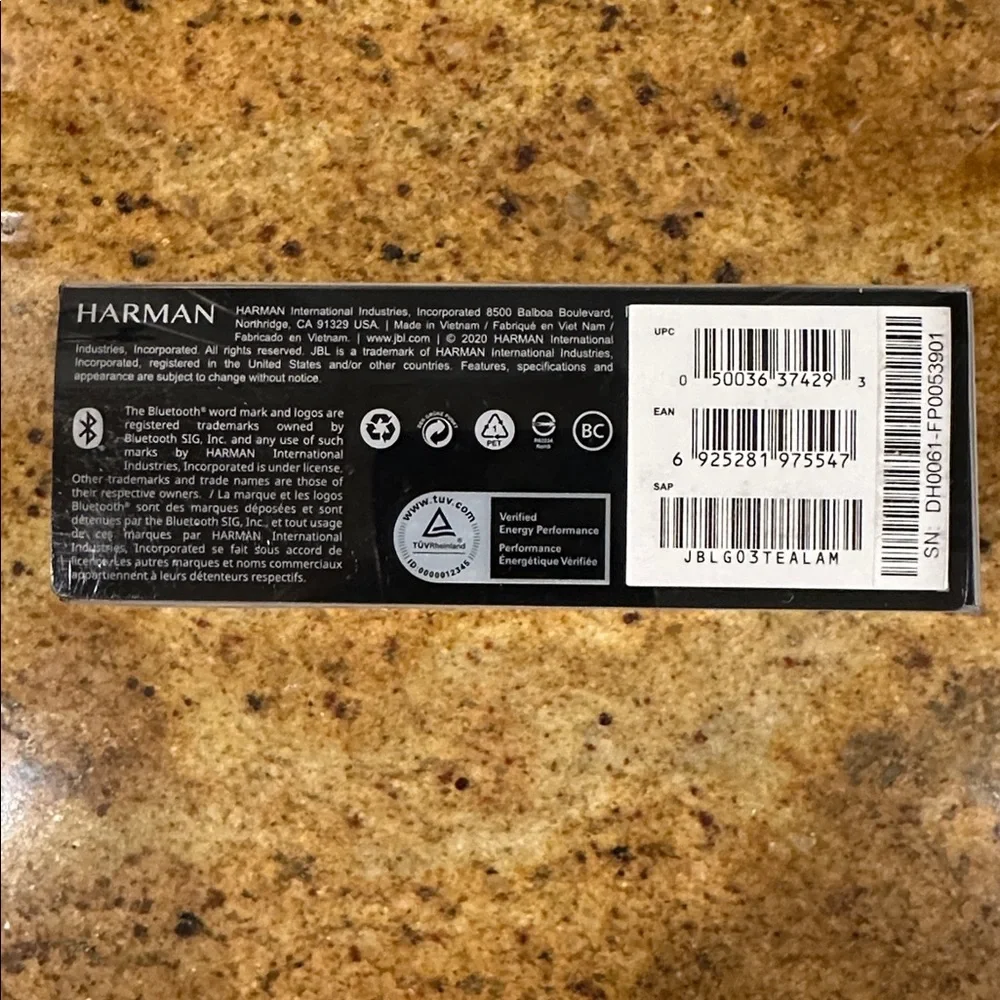 HARMAN
HARMAN International Industries, Incorporated 8500 Balboa Boulevard,
Northridge, CA 91329 USA. | Made in Vietnam / Fabriqué en Viet Nam /
Fabricado en Vietnam. | www.jbl.com | © 2020 HARMAN International
Industries, Incorporated. All rights reserved. JBL is a trademark of HARMAN International Industries,
Incorporated, registered in the United States and/or other countries. Features, specifications and
appearance are subject to change without notice.
The Bluetooth® word mark and logos are
registered trademarks owned by
Bluetooth SIG, Inc. and any use of such
marks by HARMAN International
Industries, Incorporated is under license.
Other trademarks and trade names are those of
their respective owners. / La marque et les logos
Bluetooth® sont des marques déposées et sont
détenues par the Bluetooth SIG, Inc., et tout usage
de ces marques par HARMAN International
Industries, Incorporated se fait sous accord de
licence. Les autres marques et noms commerciaux
appartiennent à leurs détenteurs respectifs.
DER GRÜNE PUNKT
1
PET
RoHS
BC
www.tuv.com
TÜVRheinland®
ID 0000012345
Verified
Energy Performance
Performance
Énergétique Vérifiée
UPC
0 50036 37429 3
EAN
6 925281 975547
SAP
JBLGO3TEALAM
SN: DH0061-FP0053901